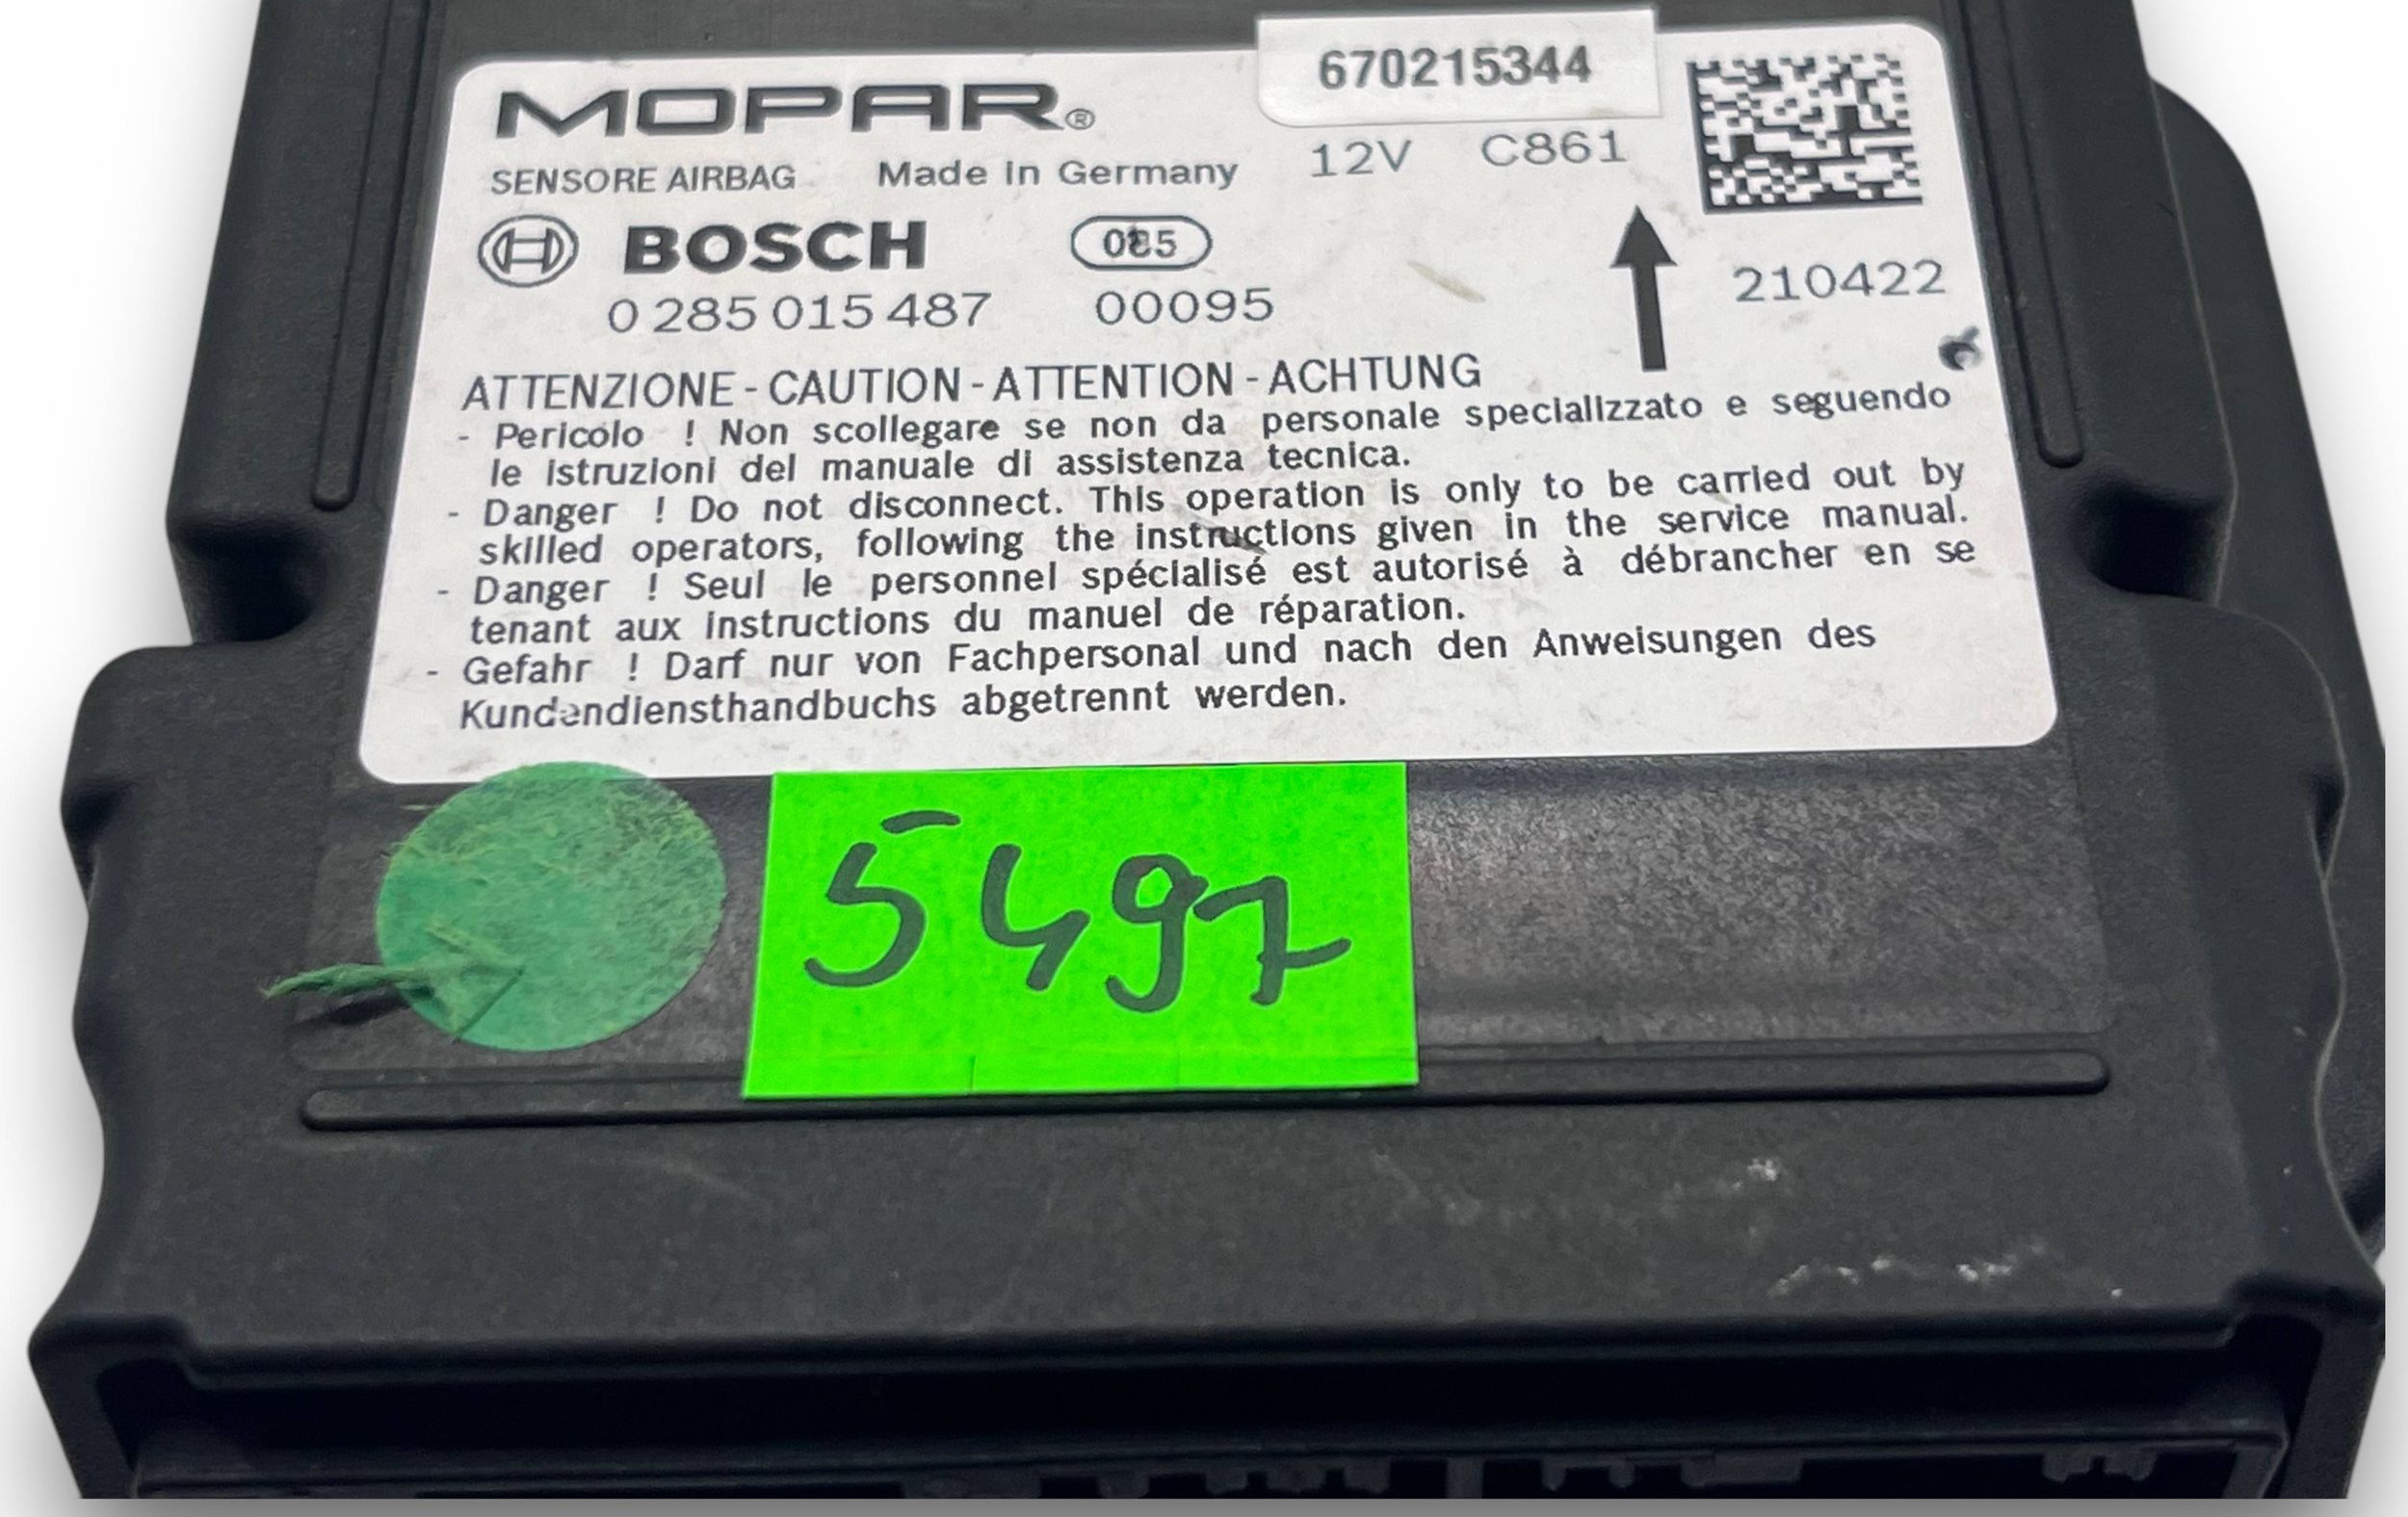 670215344
MOPAR®
12V C861
SENSORE AIRBAG Made In Germany
BOSCH
0 285 015 487 00095
210422
ATTENZIONE - CAUTION - ATTENTION - ACHTUNG
- Pericolo ! Non scollegare se non da personale specializzato e seguendo
le istruzioni del manuale di assistenza tecnica.
- Danger ! Do not disconnect. This operation is only to be carried out by
skilled operators, following the instructions given in the service manual.
- Danger ! Seul le personnel spécialisé est autorisé à débrancher en se
tenant aux instructions du manuel de réparation.
- Gefahr ! Darf nur von Fachpersonal und nach den Anweisungen des
Kundendiensthandbuchs abgetrennt werden.
5497